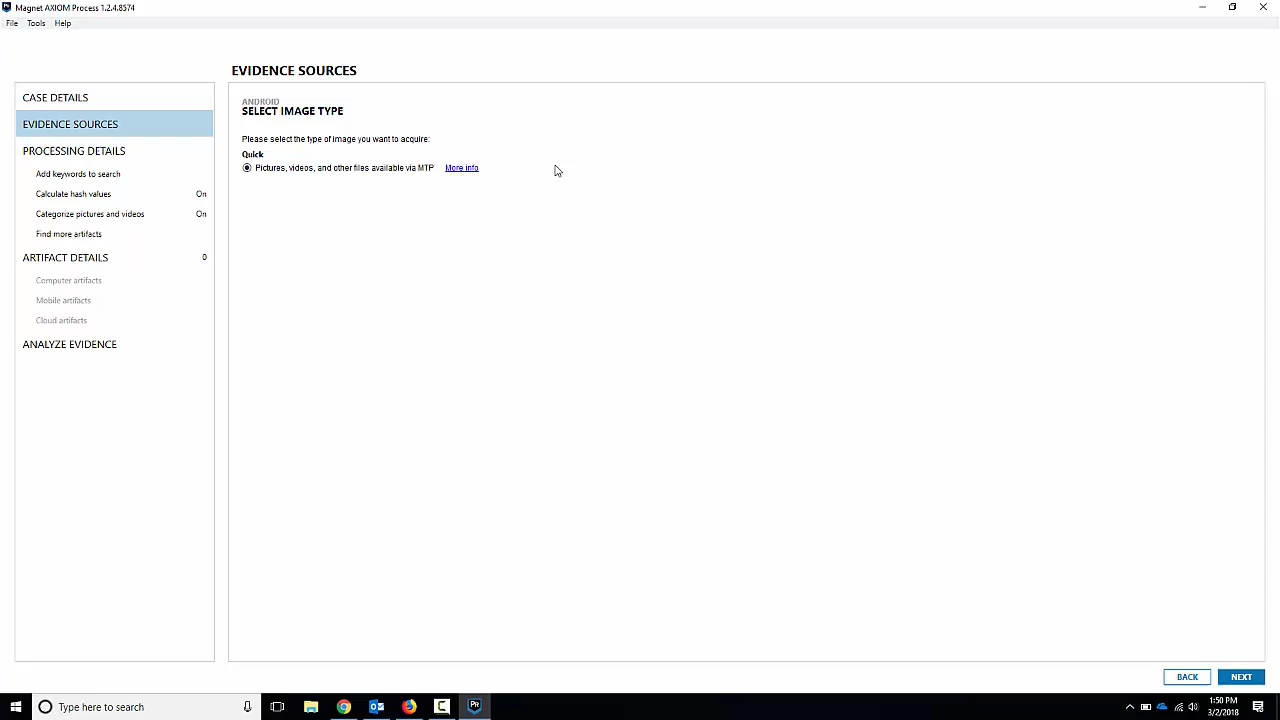 Magnet AXIOM Process 1.2.4.8574
File Tools Help
EVIDENCE SOURCES
CASE DETAILS
EVIDENCE SOURCES
PROCESSING DETAILS
Add keywords to search
Calculate hash values On
Categorize pictures and videos On
Find more artifacts
ARTIFACT DETAILS 0
Computer artifacts
Mobile artifacts
Cloud artifacts
ANALYZE EVIDENCE
ANDROID
SELECT IMAGE TYPE
Please select the type of image you want to acquire:
Quick
Pictures, videos, and other files available via MTP More info
BACK NEXT
Type here to search
1:50 PM
3/2/2018